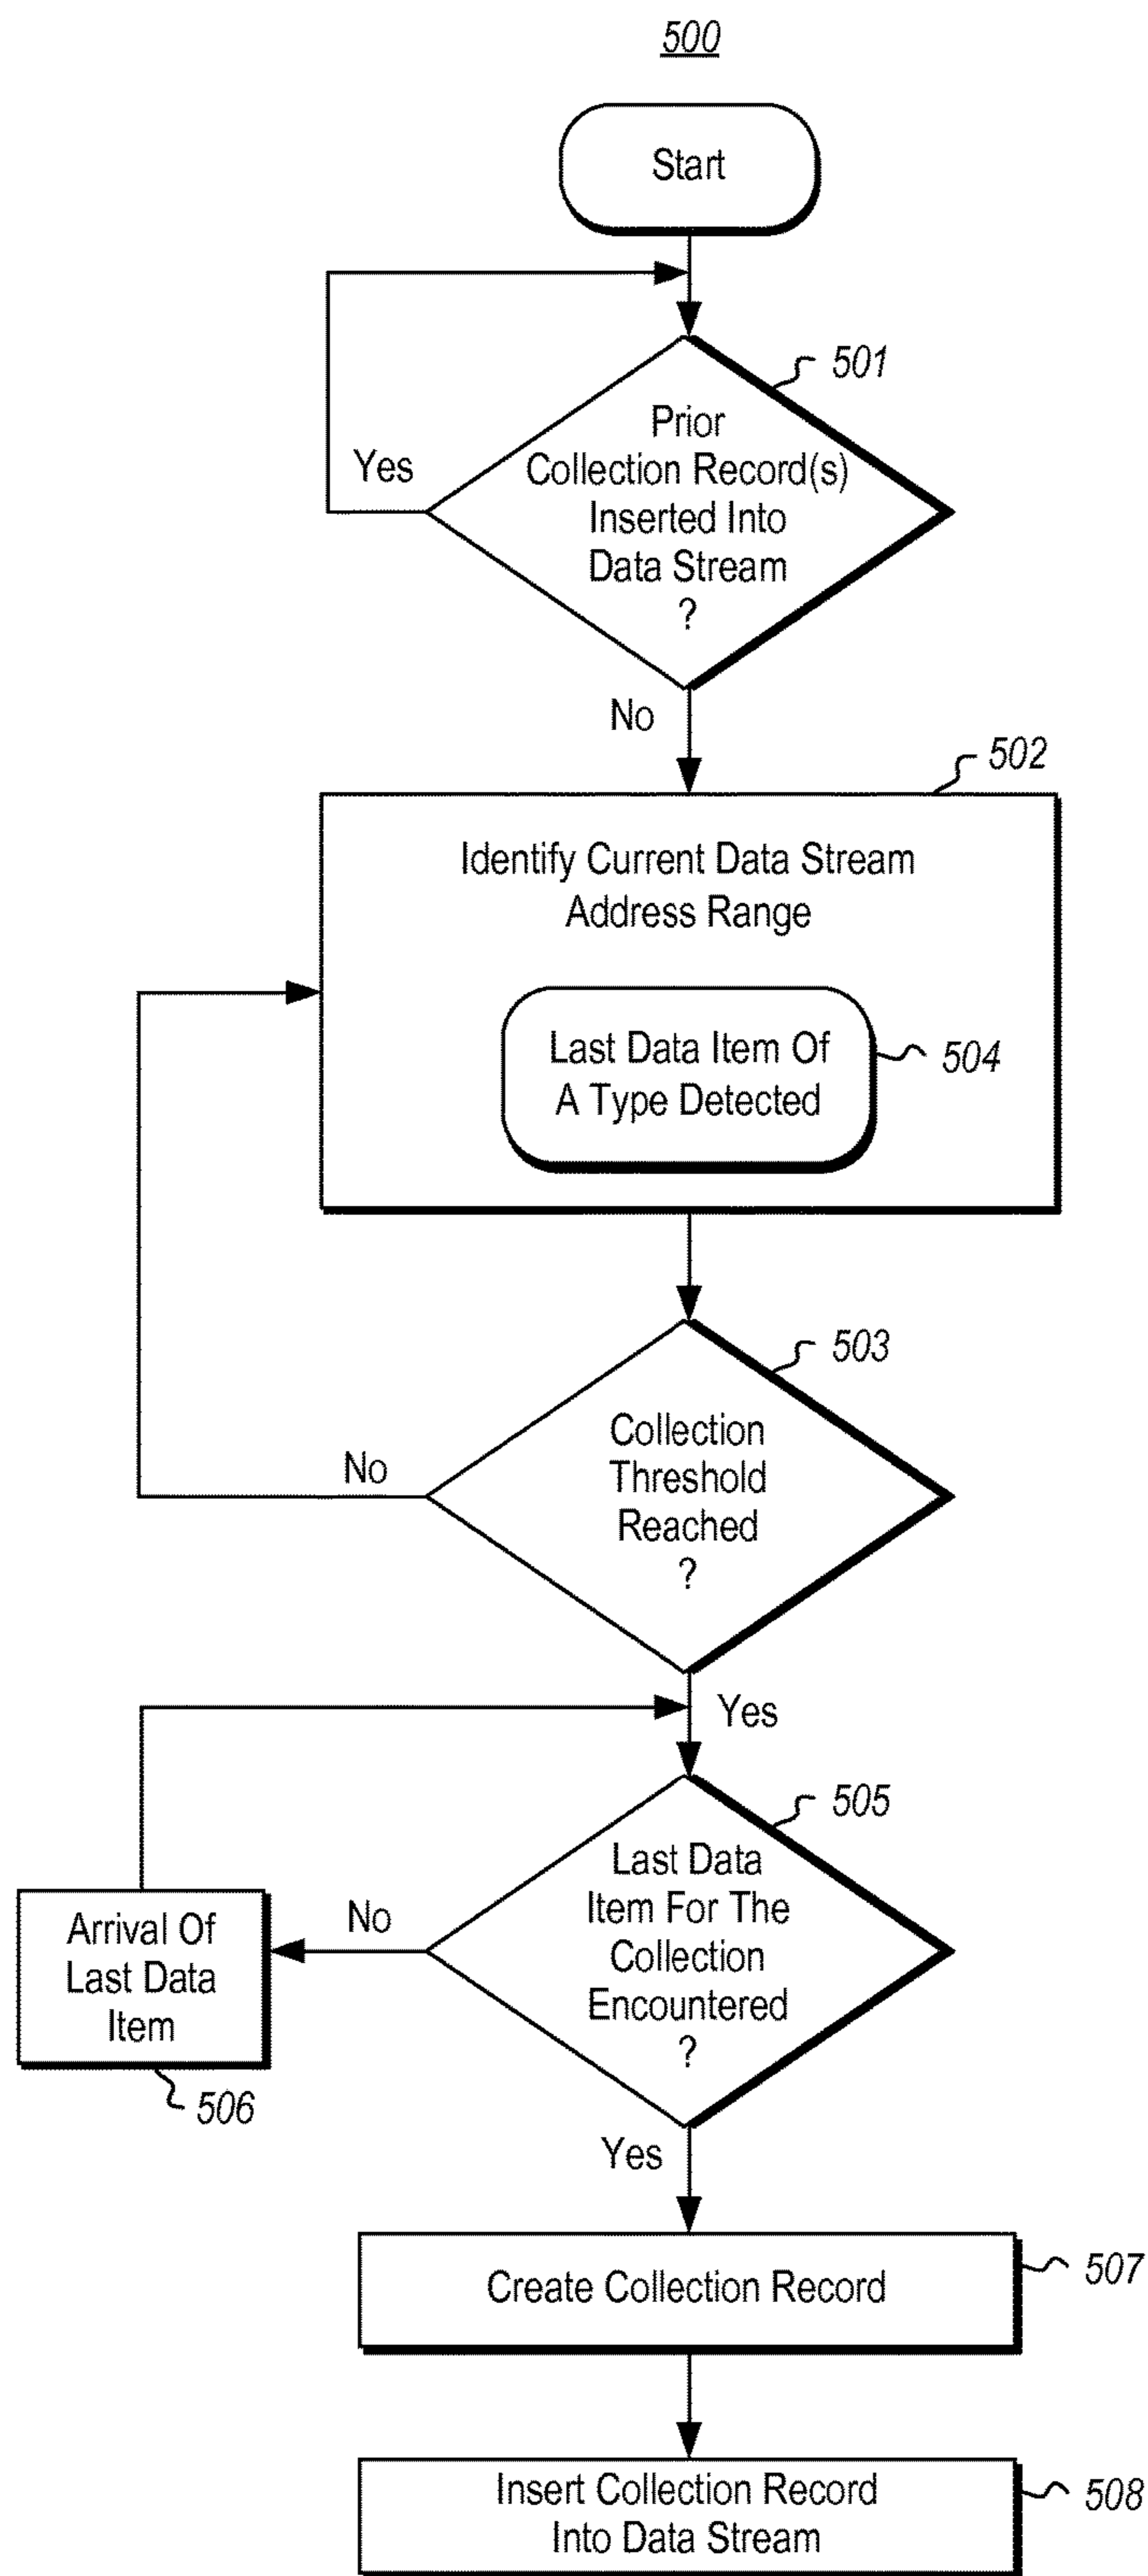 500
Start
501
Prior
Collection Record(s)
Inserted Into
Data Stream
?
Yes
No
502
Identify Current Data Stream
Address Range
Last Data Item Of
A Type Detected
504
503
Collection
Threshold
Reached
?
No
Yes
505
Last Data
Item For The
Collection
Encountered
?
No
Arrival Of
Last Data
Item
506
Yes
Create Collection Record
507
Insert Collection Record
Into Data Stream
508